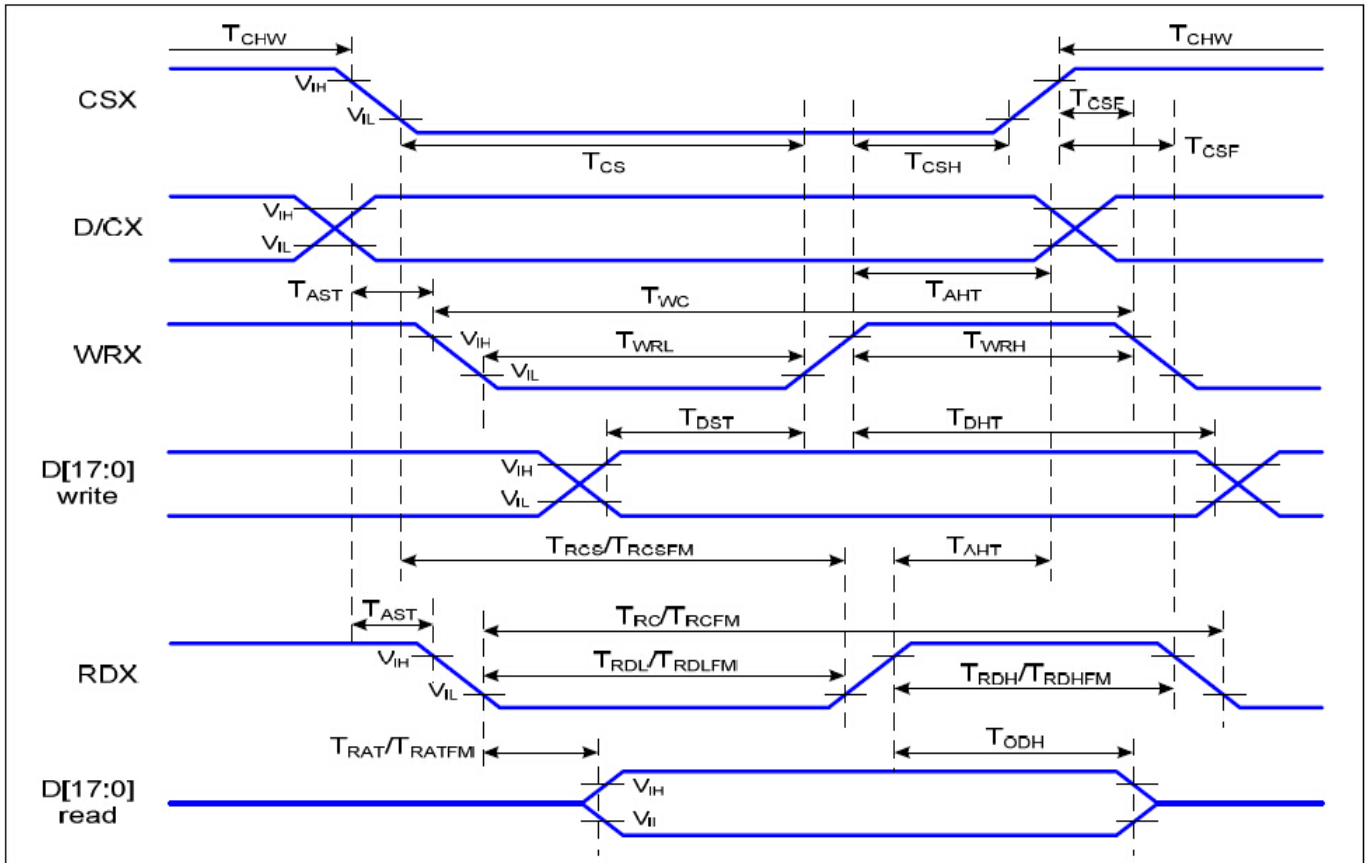 TCHW
TCHW
CSX
VIH
VIL
TCSF
TCSF
TCS
TCSH
D/CX
VIH
VIL
TAST
TWC
TAHT
WRX
VIH
VIL
TWRL
TWRH
TDST
TDHT
D[17:0]
write
VIH
VIL
TRCS/TRCSFM
TAHT
TAST
TRC/TRCFM
RDX
VIH
VIL
TRDL/TRDLFM
TRDH/TRDHFM
TRAT/TRATFM
TODH
D[17:0]
read
VIH
VIL